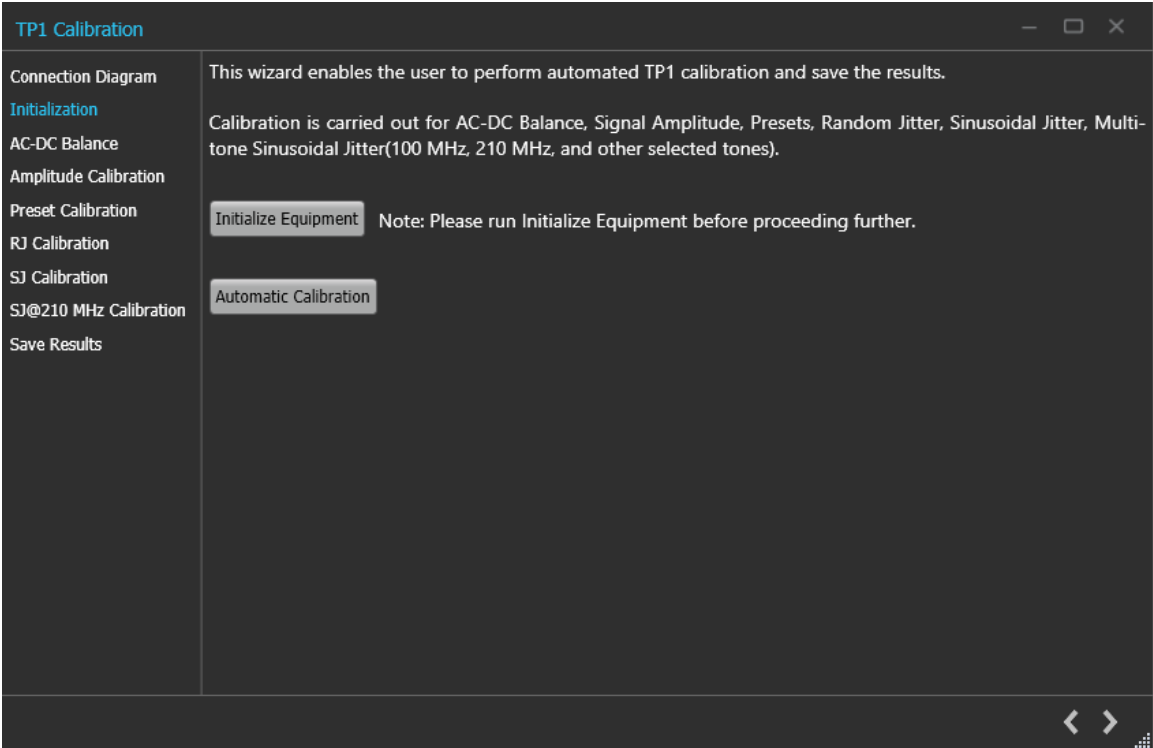 TP1 Calibration
Connection Diagram
Initialization
AC-DC Balance
Amplitude Calibration
Preset Calibration
RJ Calibration
SJ Calibration
SJ@210 MHz Calibration
Save Results
This wizard enables the user to perform automated TP1 calibration and save the results.
Calibration is carried out for AC-DC Balance, Signal Amplitude, Presets, Random Jitter, Sinusoidal Jitter, Multi-
tone Sinusoidal Jitter(100 MHz, 210 MHz, and other selected tones).
Initialize Equipment
Note: Please run Initialize Equipment before proceeding further.
Automatic Calibration